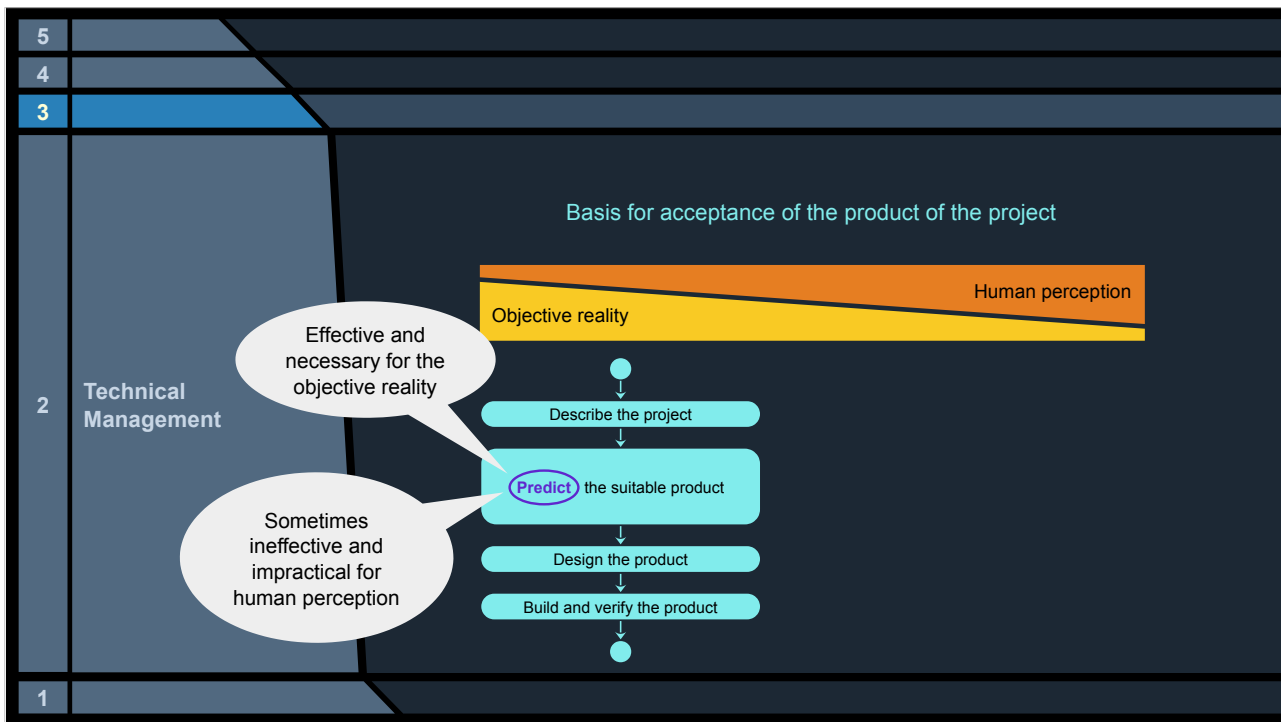 5
4
3
2
Technical
Management
1
Basis for acceptance of the product of the project
Human perception
Objective reality
Effective and
necessary for the
objective reality
Describe the project
Predict the suitable product
Sometimes
ineffective and
impractical for
human perception
Design the product
Build and verify the product